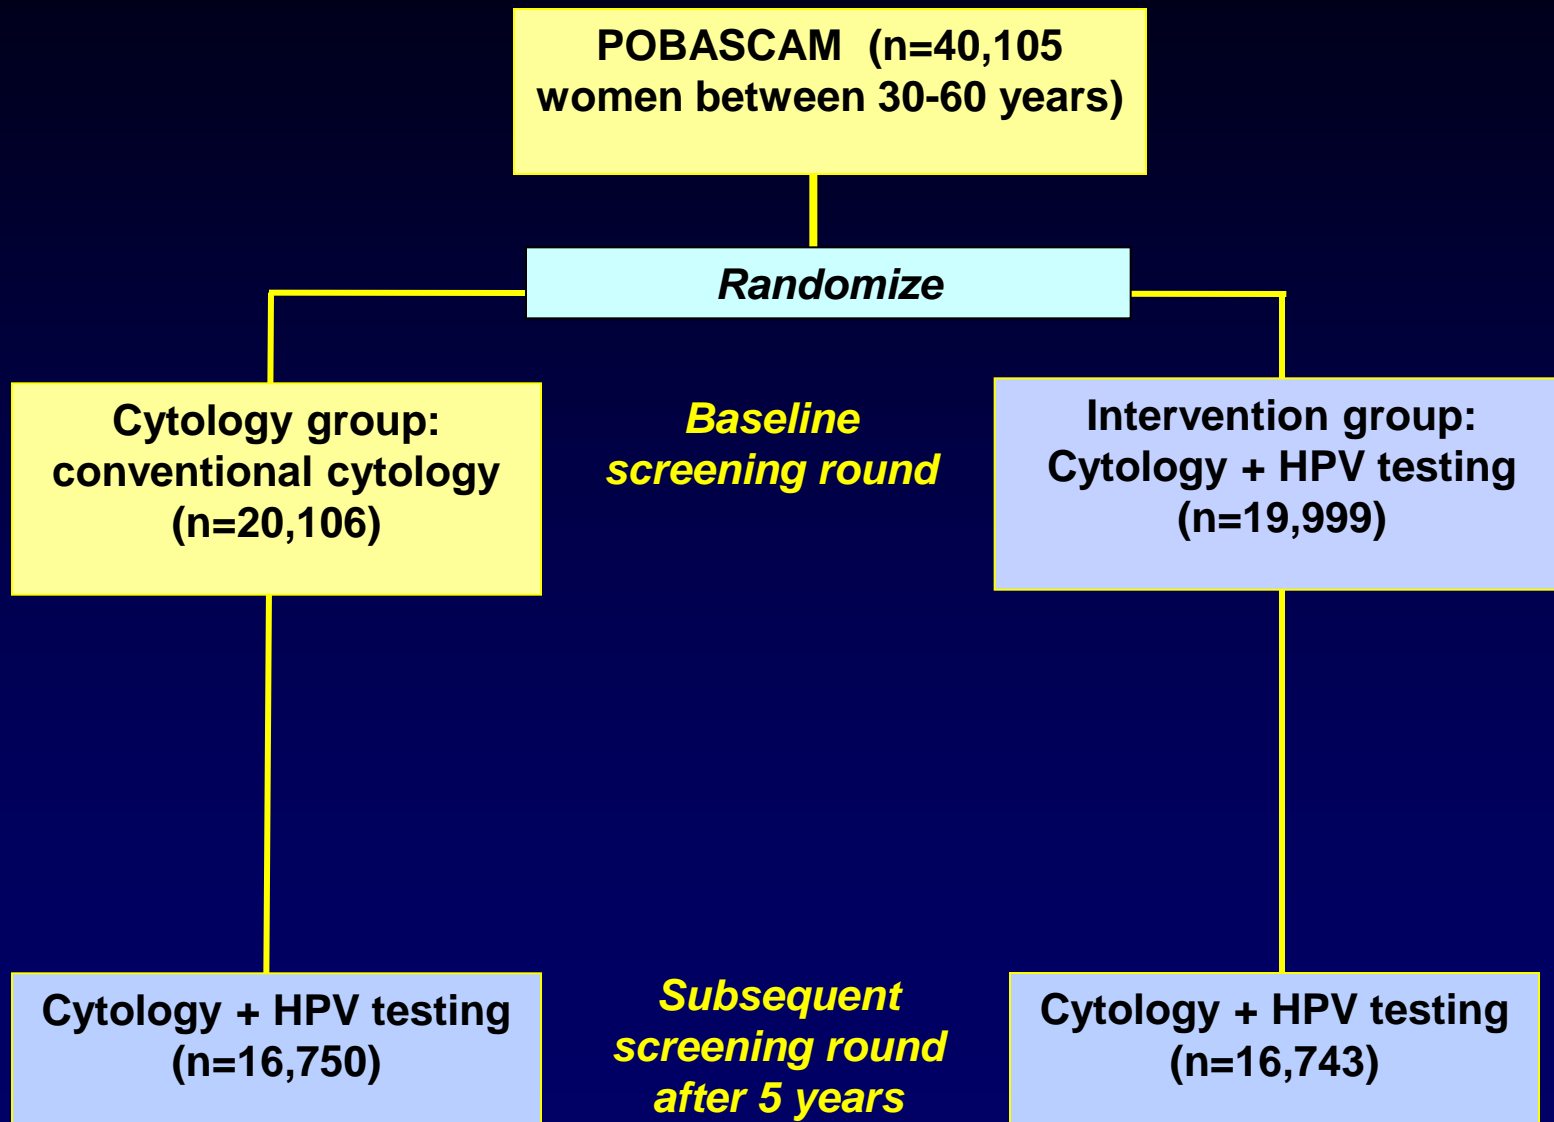 POBASCAM (n=40,105
women between 30-60 years)
Randomize
Cytology group:
conventional cytology
(n=20,106)
Baseline
screening round
Intervention group:
Cytology + HPV testing
(n=19,999)
Cytology + HPV testing
(n=16,750)
Subsequent
screening round
after 5 years
Cytology + HPV testing
(n=16,743)